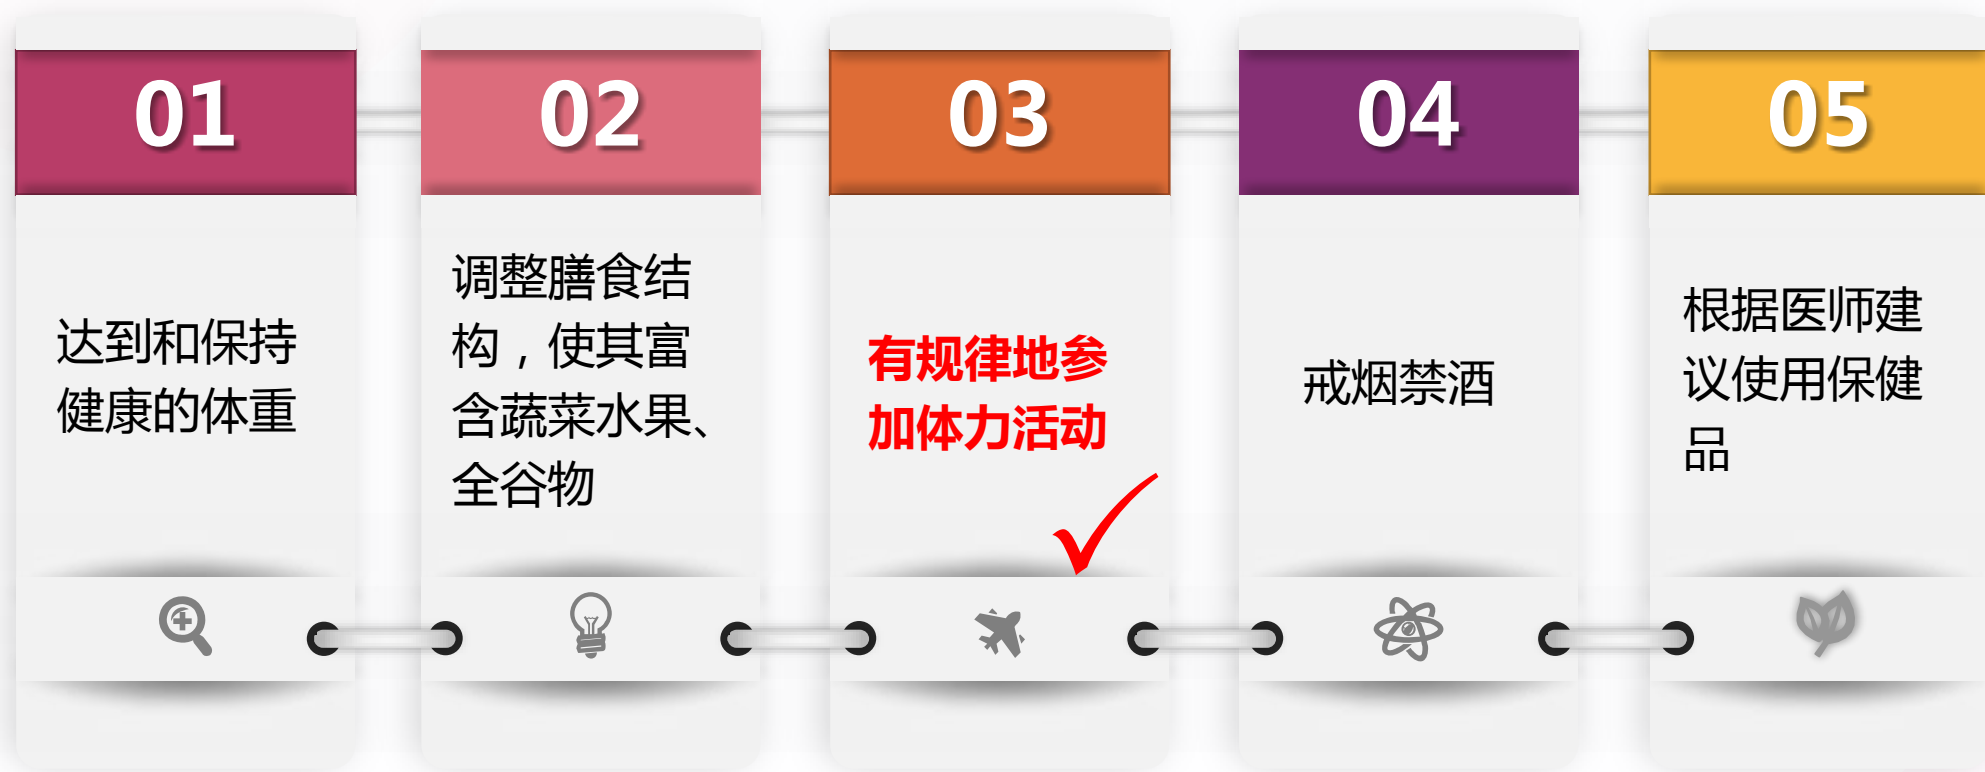 01
达到和保持
健康的体重
02
调整膳食结
构，使其富
含蔬菜水果、
全谷物
03
有规律地参
加体力活动
04
戒烟禁酒
05
根据医师建
议使用保健
品